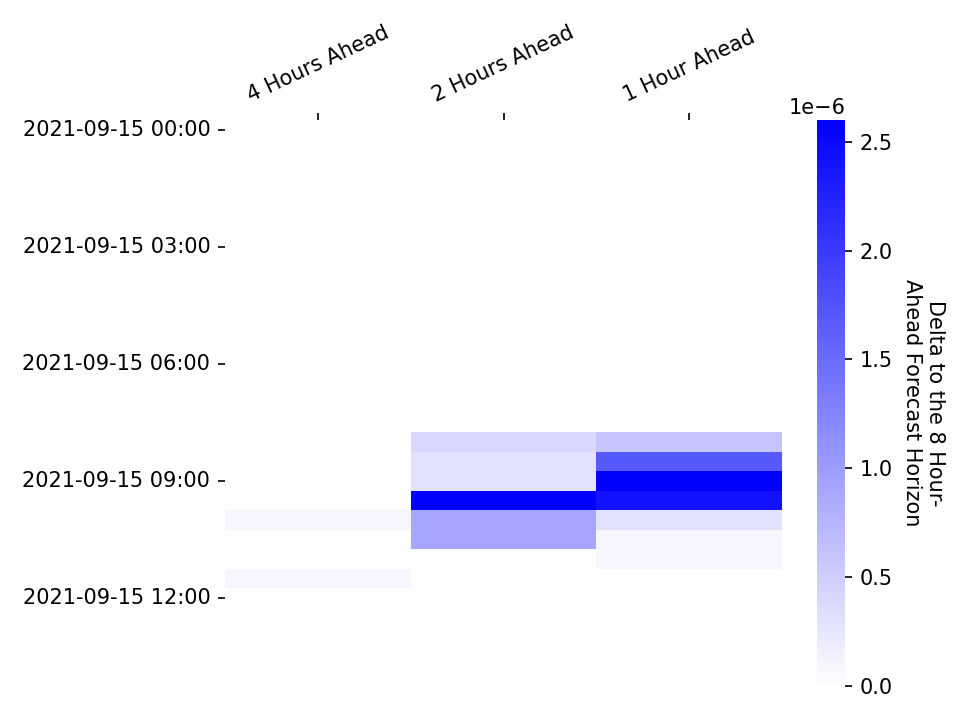 4 Hours Ahead
2 Hours Ahead
1 Hour Ahead
1e−6
2021-09-15 00:00
2021-09-15 03:00
2021-09-15 06:00
2021-09-15 09:00
2021-09-15 12:00
2.5
2.0
1.5
1.0
0.5
0.0
Delta to the 8 Hour-
Ahead Forecast Horizon